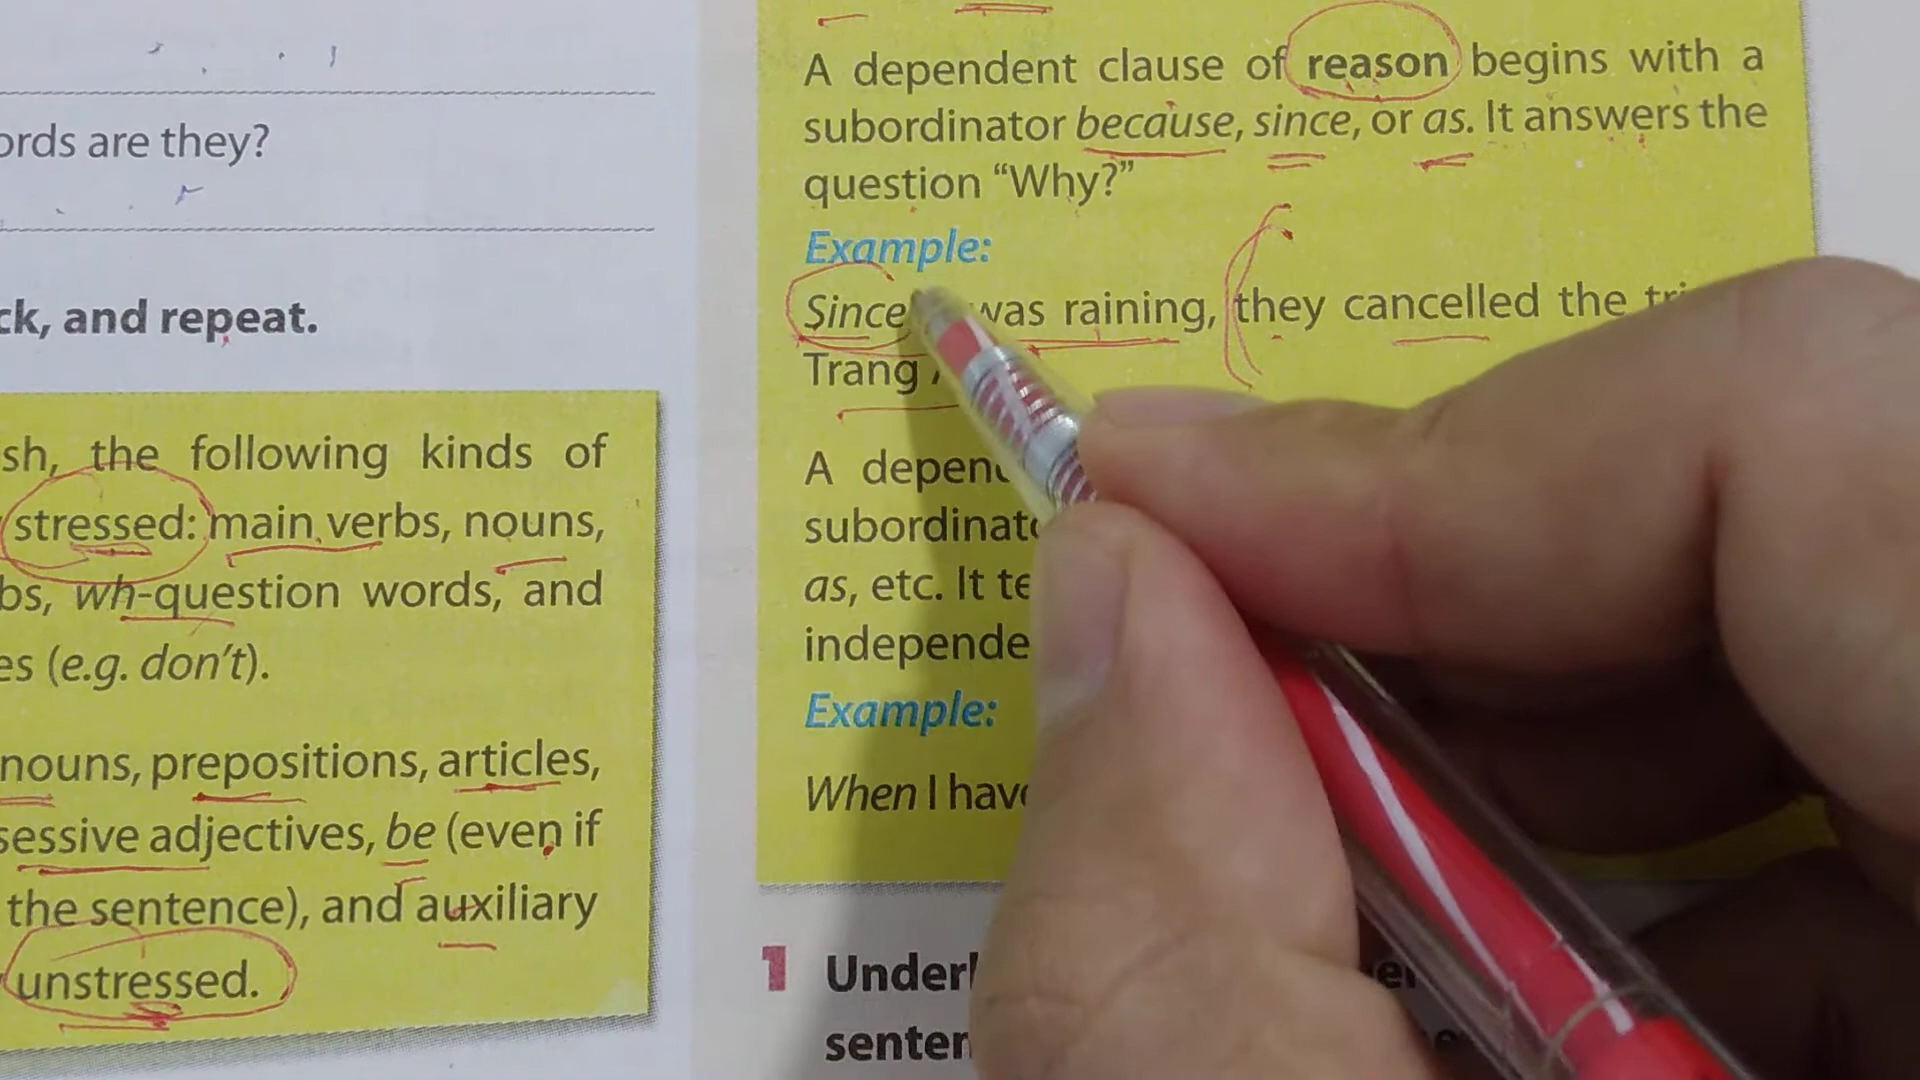 ords are they?
ck, and repeat.
sh, the following kinds of
stressed: main verbs, nouns,
bs, wh-question words, and
es (e.g. don't).
nouns, prepositions, articles,
sessive adjectives, be (even if
the sentence), and auxiliary
unstressed.
A dependent clause of reason begins with a
subordinator because, since, or as. It answers the
question “Why?”
Example:
Since was raining, they cancelled the
Trang
A depen
subordinat
as, etc. It te
independe
Example:
When I hav
1 Underl
senten